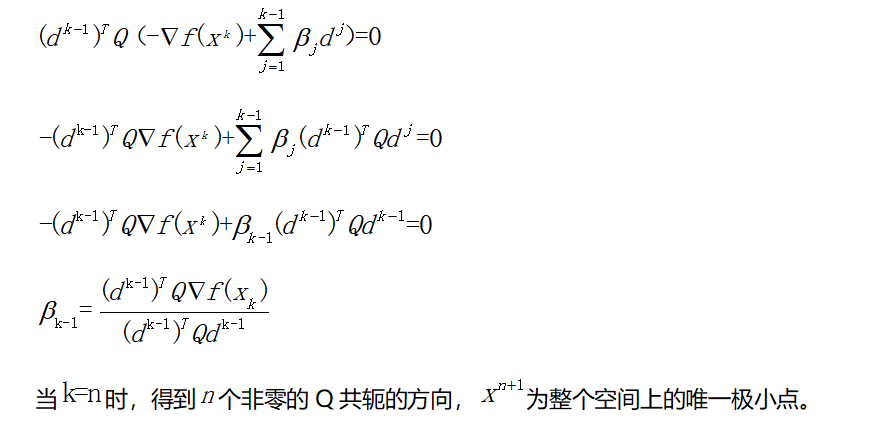 (d^{k-1})^T Q (-∇f(x^k)+∑_{j=1}^{k-1} β_j d^j)=0
-(d^{k-1})^T Q∇f(x^k)+∑_{j=1}^{k-1} β_j (d^{k-1})^T Qd^j=0
-(d^{k-1})^T Q∇f(x^k)+β_{k-1}(d^{k-1})^T Qd^{k-1}=0
β_{k-1}=\frac{(d^{k-1})^T Q∇f(x_k)}{(d^{k-1})^T Qd^{k-1}}
当k=n时，得到n个非零的Q共轭的方向，x^{n+1}为整个空间上的唯一极小点。